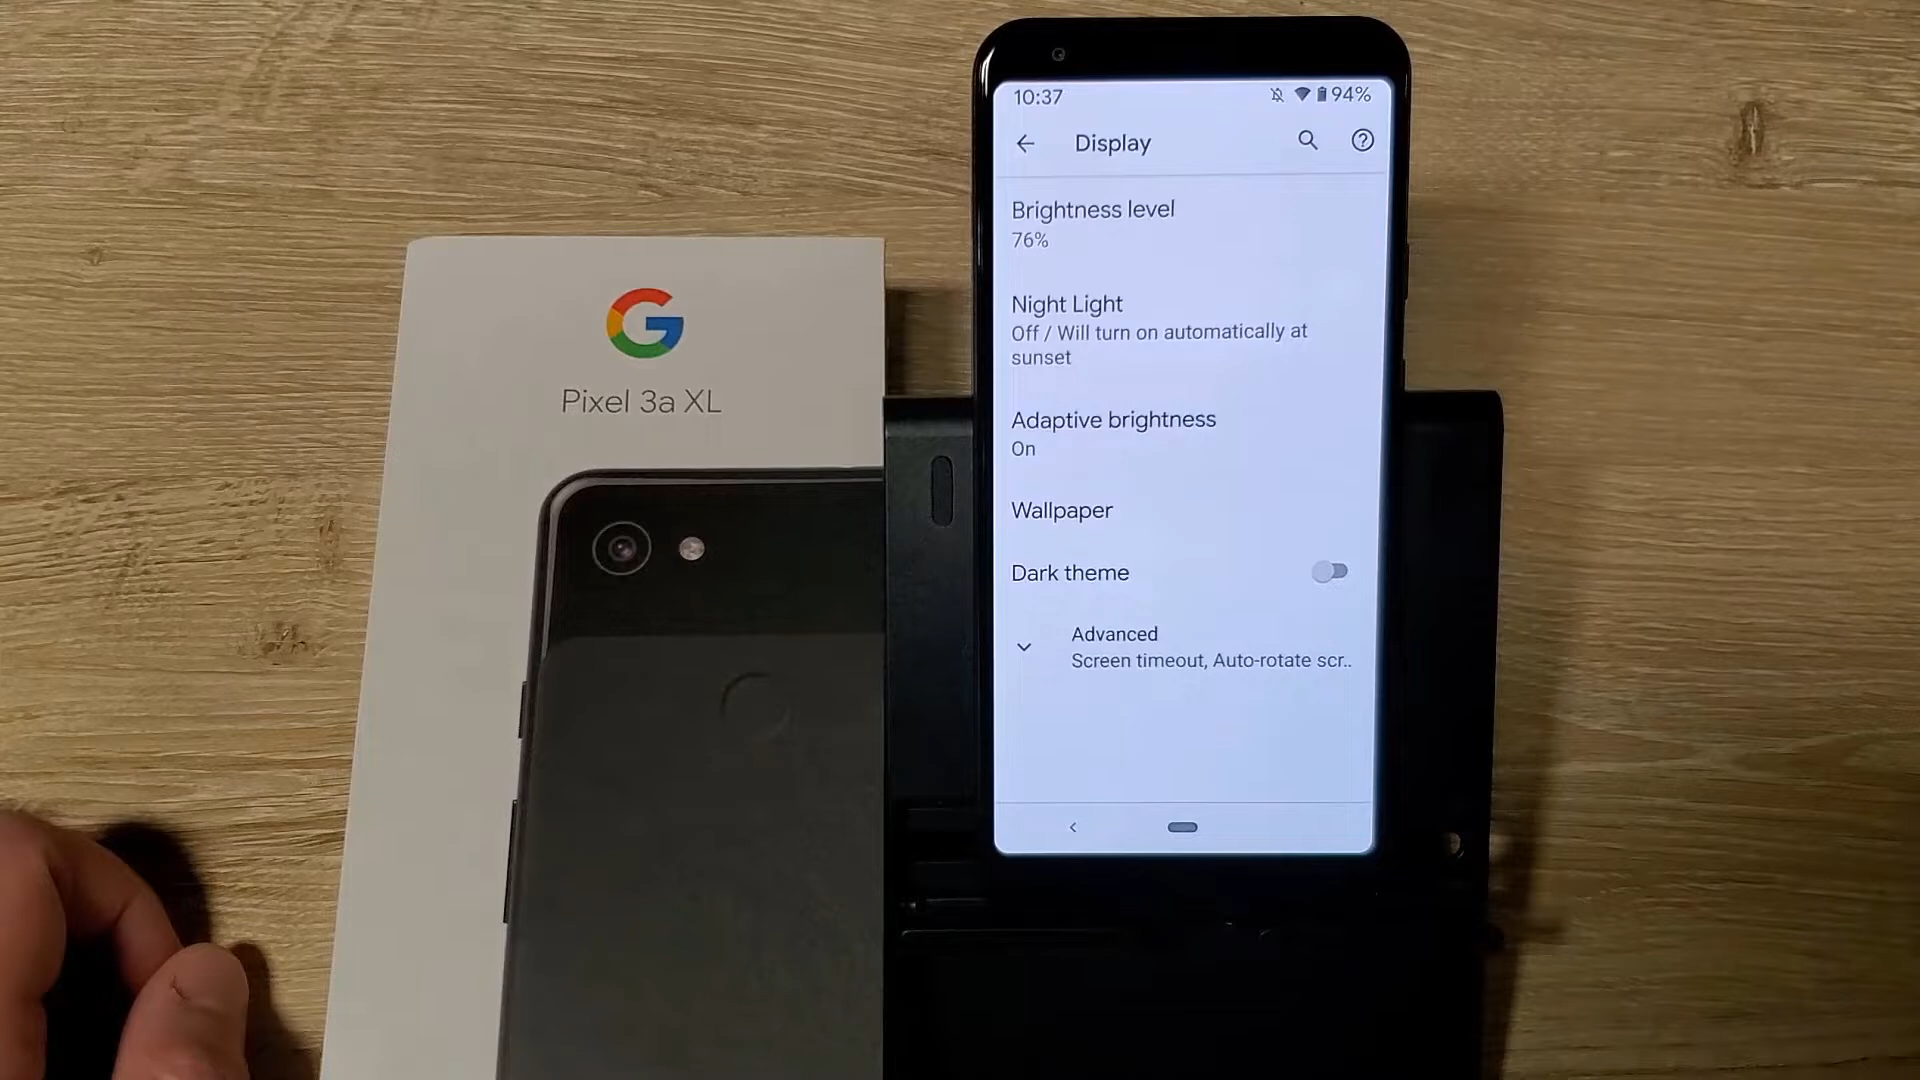 Pixel 3a XL
10:37
94%
Display
Brightness level
76%
Night Light
Off / Will turn on automatically at
sunset
Adaptive brightness
On
Wallpaper
Dark theme
Advanced
Screen timeout, Auto-rotate scr..